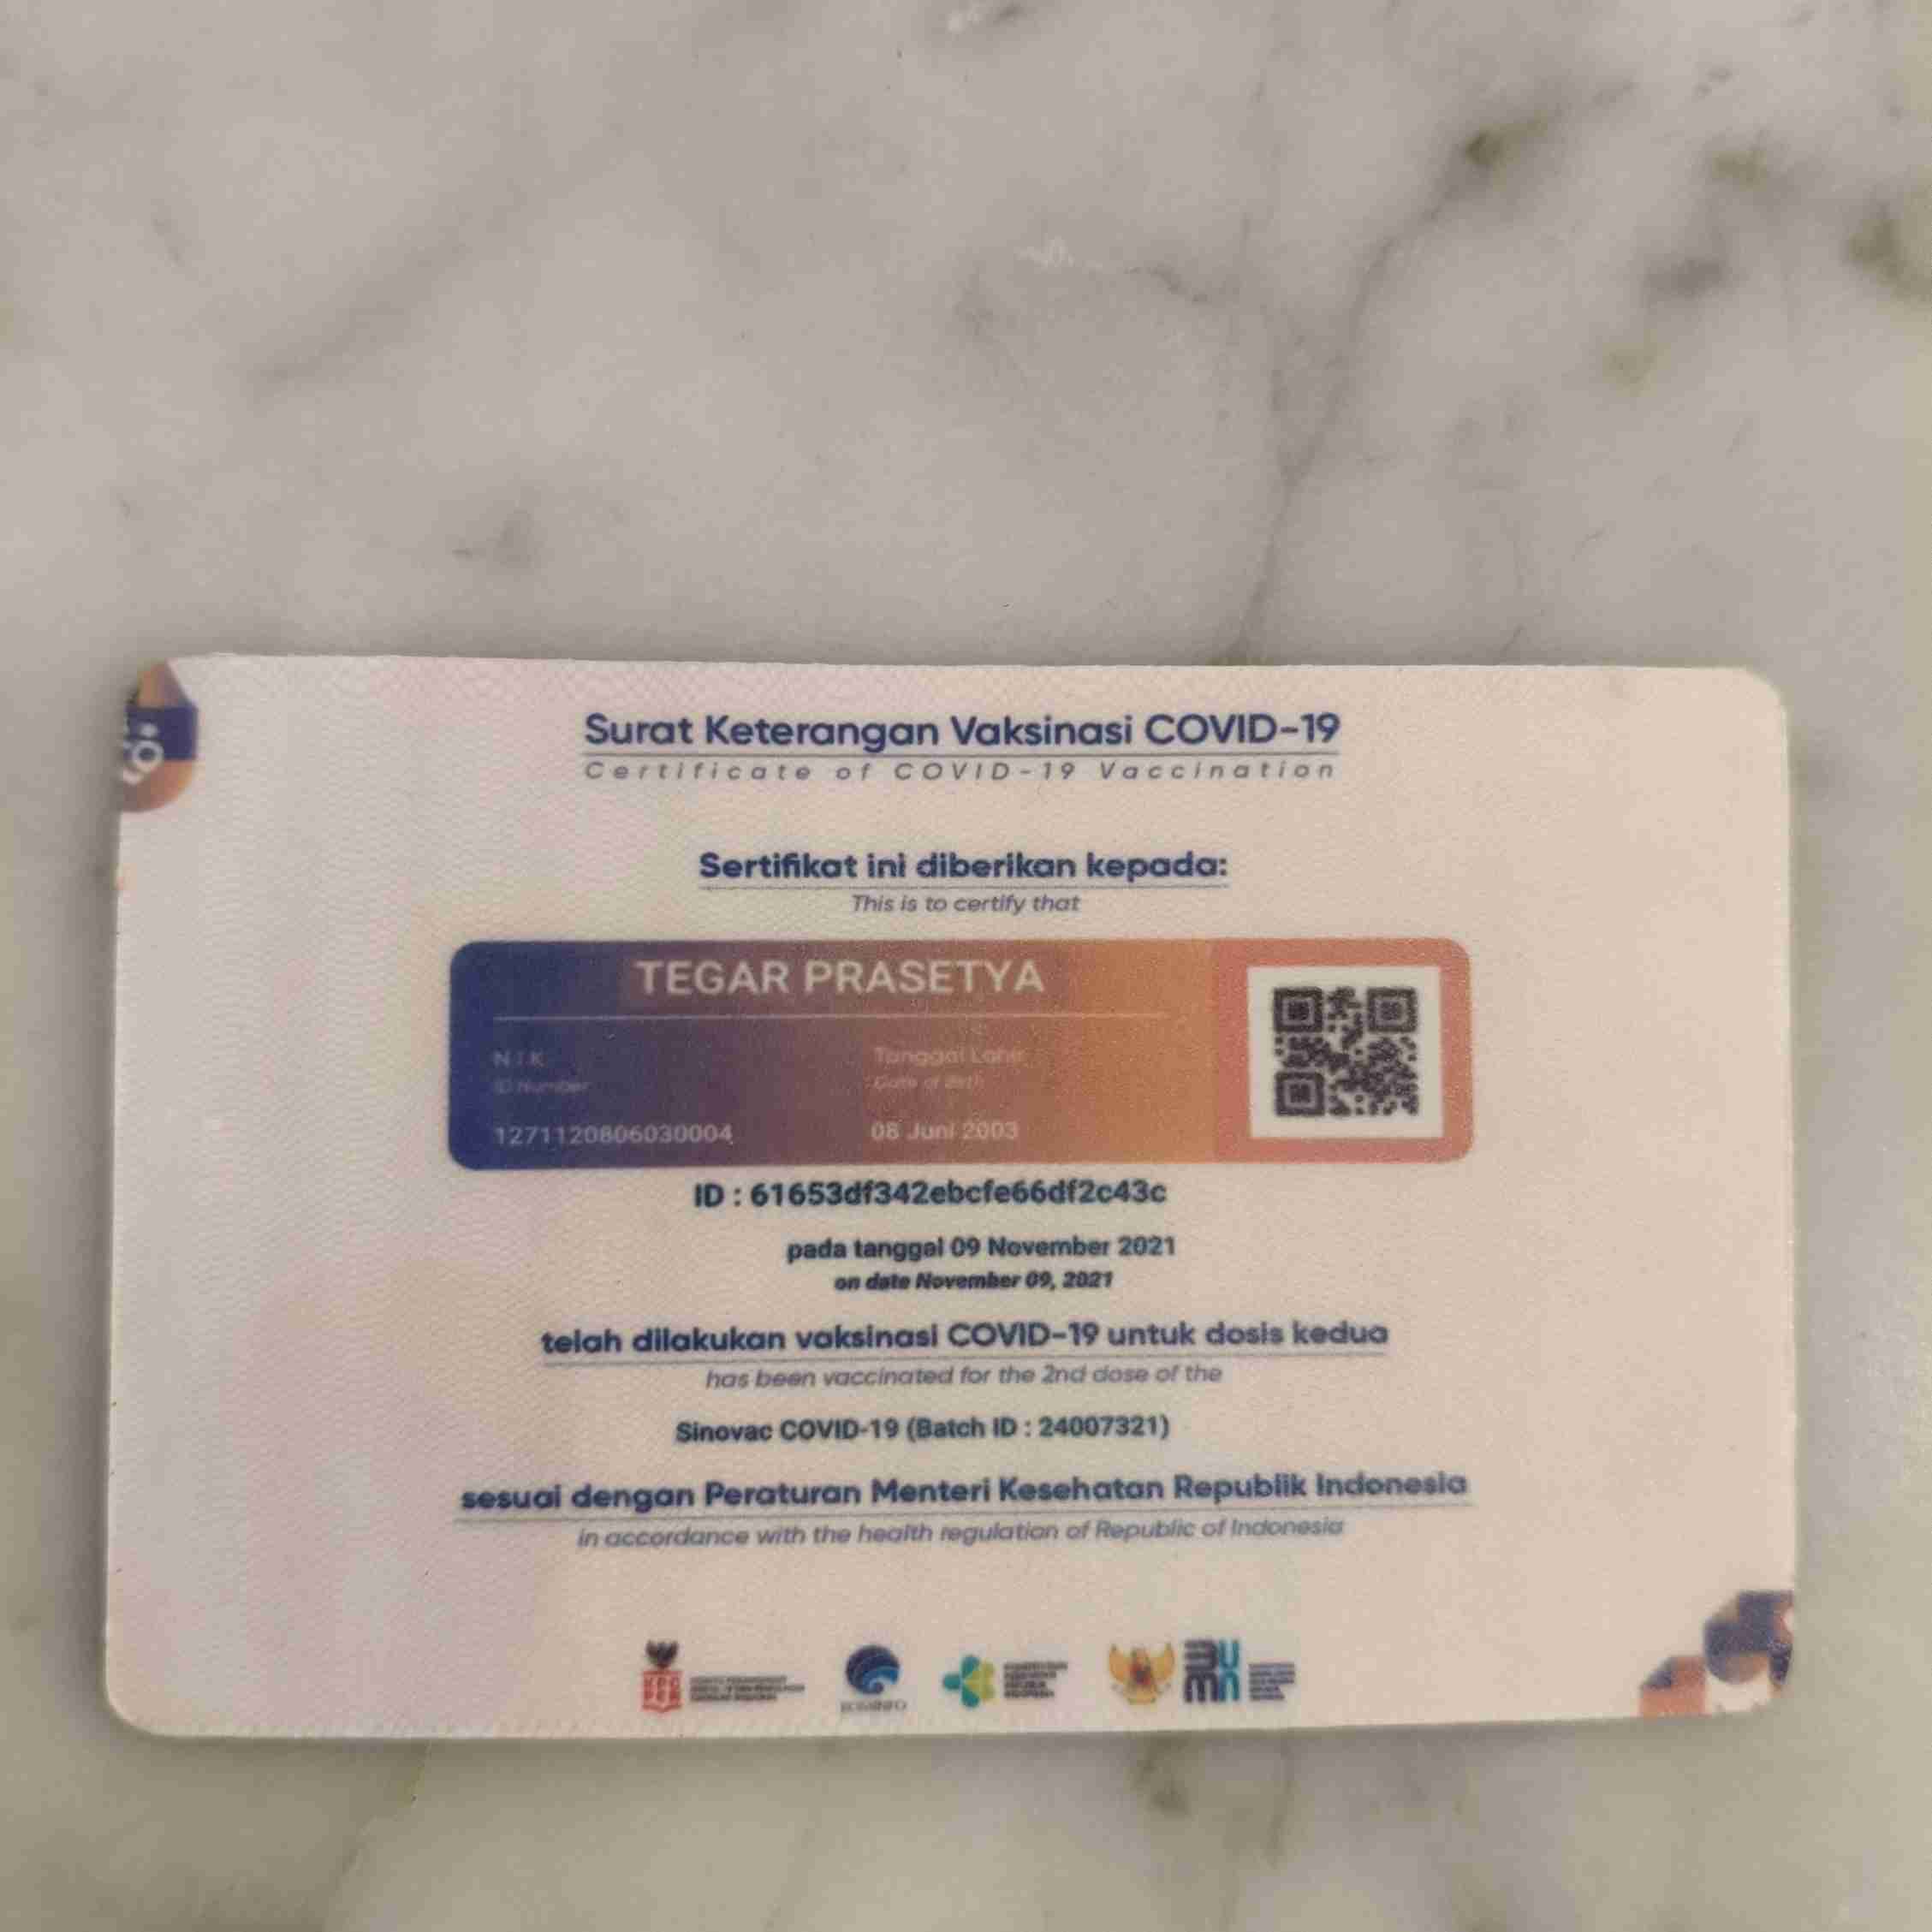 Surat Keterangan Vaksinasi COVID-19
Certificate of COVID-19 Vaccination
Sertifikat ini diberikan kepada:
This is to certify that
TEGAR PRASETYA
N I K
Tanggal Lahir
ID Number
Date of Birth
1271120806030004
08 Juni 2003
ID : 61653df342ebcfe66df2c43c
pada tanggal 09 November 2021
on date November 09, 2021
telah dilakukan vaksinasi COVID-19 untuk dosis kedua
has been vaccinated for the 2nd dose of the
Sinovac COVID-19 (Batch ID : 24007321)
sesuai dengan Peraturan Menteri Kesehatan Republik Indonesia
in accordance with the health regulation of Republic of Indonesia
KPC
PEN
KOMINFO